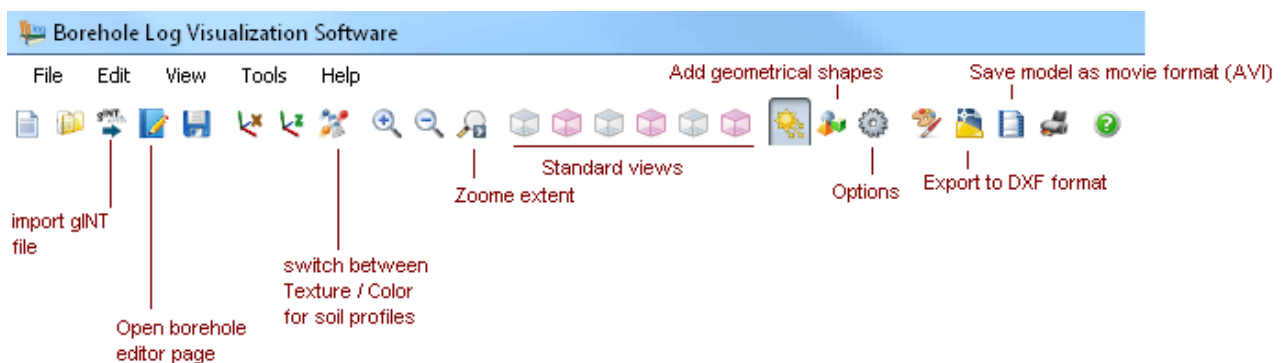 log
Borehole Log Visualization Software
File Edit View Tools Help
Add geometrical shapes
Save model as movie format (AVI)
gINT
Standard views
Zoome extent
Options
Export to DXF format
import gINT
file
switch between
Texture / Color
for soil profiles
Open borehole
editor page